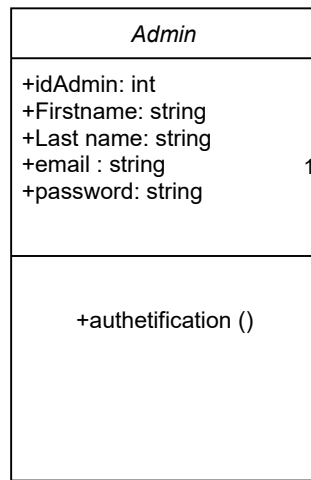 Admin
+idAdmin: int
+Firstname: string
+Last name: string
+email : string
1
+password: string
+authetification ()